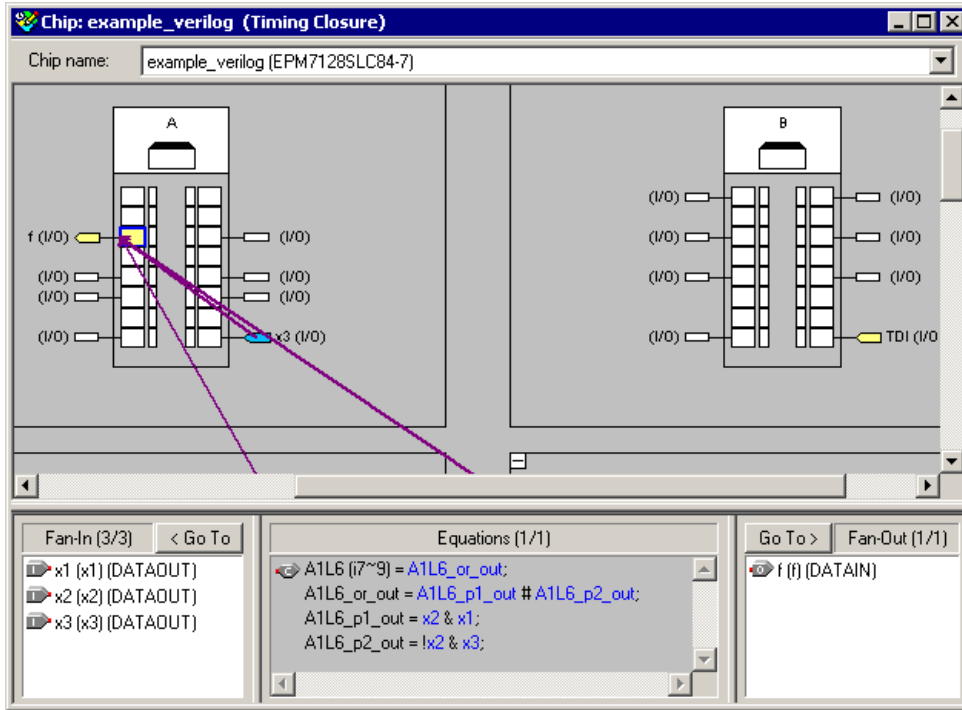 Chip: example_verilog (Timing Closure)
Chip name: example_verilog (EPM7128SLC84-7)
A B
(I/O) (I/O)
f (I/O) (I/O) (I/O) (I/O)
(I/O) (I/O) (I/O) (I/O)
(I/O) (I/O)
(I/O) x3 (I/O) (I/O) TDI (I/O
Fan-In (3/3) < Go To Equations (1/1) Go To > Fan-Out (1/1)
I x1 (x1) (DATAOUT) C A1L6 (i7~9) = A1L6_or_out; O f (f) (DATAIN)
I x2 (x2) (DATAOUT) A1L6_or_out = A1L6_p1_out # A1L6_p2_out;
I x3 (x3) (DATAOUT) A1L6_p1_out = x2 & x1;
A1L6_p2_out = !x2 & x3;